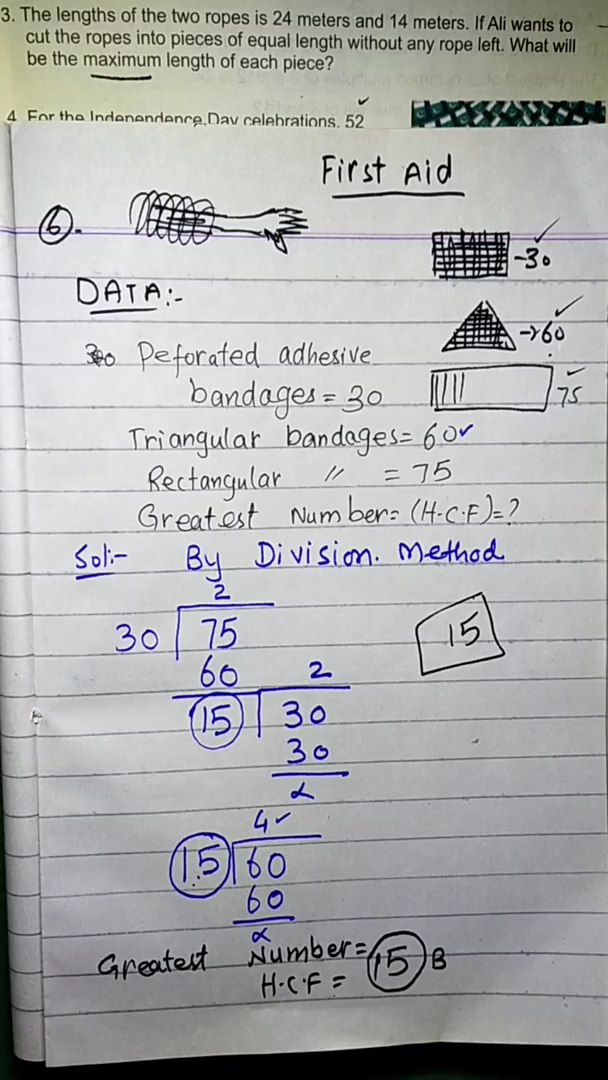 3. The lengths of the two ropes is 24 meters and 14 meters. If Ali wants to
cut the ropes into pieces of equal length without any rope left. What will
be the maximum length of each piece?
4. For the Independence Day celebrations, 52
First Aid
6.
-30
DATA:-
→60
Peforated adhesive
bandages = 30
75
Triangular bandages= 60
Rectangular " = 75
Greatest Number= (H.C.F)=?
Sol:- By Division. Method
2
30 75
15
60 2
15 30
30
4
15 60
60
Greatest Number= 15 B
H.C.F =